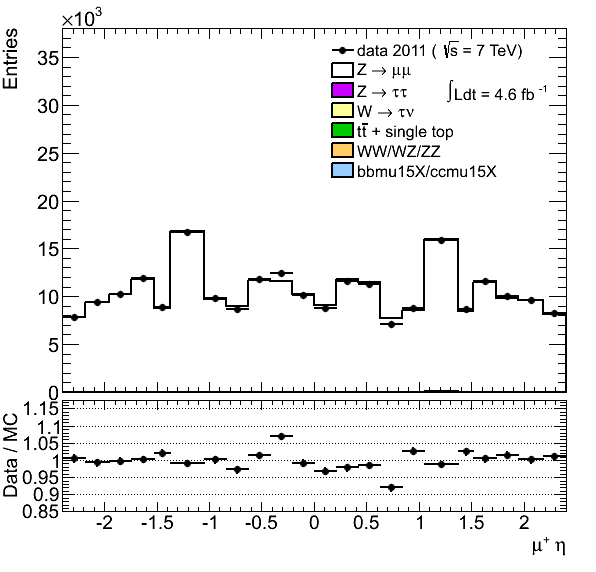 ×10³
Entries
35
30
25
20
15
10
5
0
data 2011 ( √s = 7 TeV)
Z → μμ
Z → ττ
W → τν
tt̄ + single top
WW/WZ/ZZ
bbmu15X/ccmu15X
∫Ldt = 4.6 fb⁻¹
Data / MC
1.15
1.1
1.05
1
0.95
0.9
0.85
-2 -1.5 -1 -0.5 0 0.5 1 1.5 2
μ⁺ η